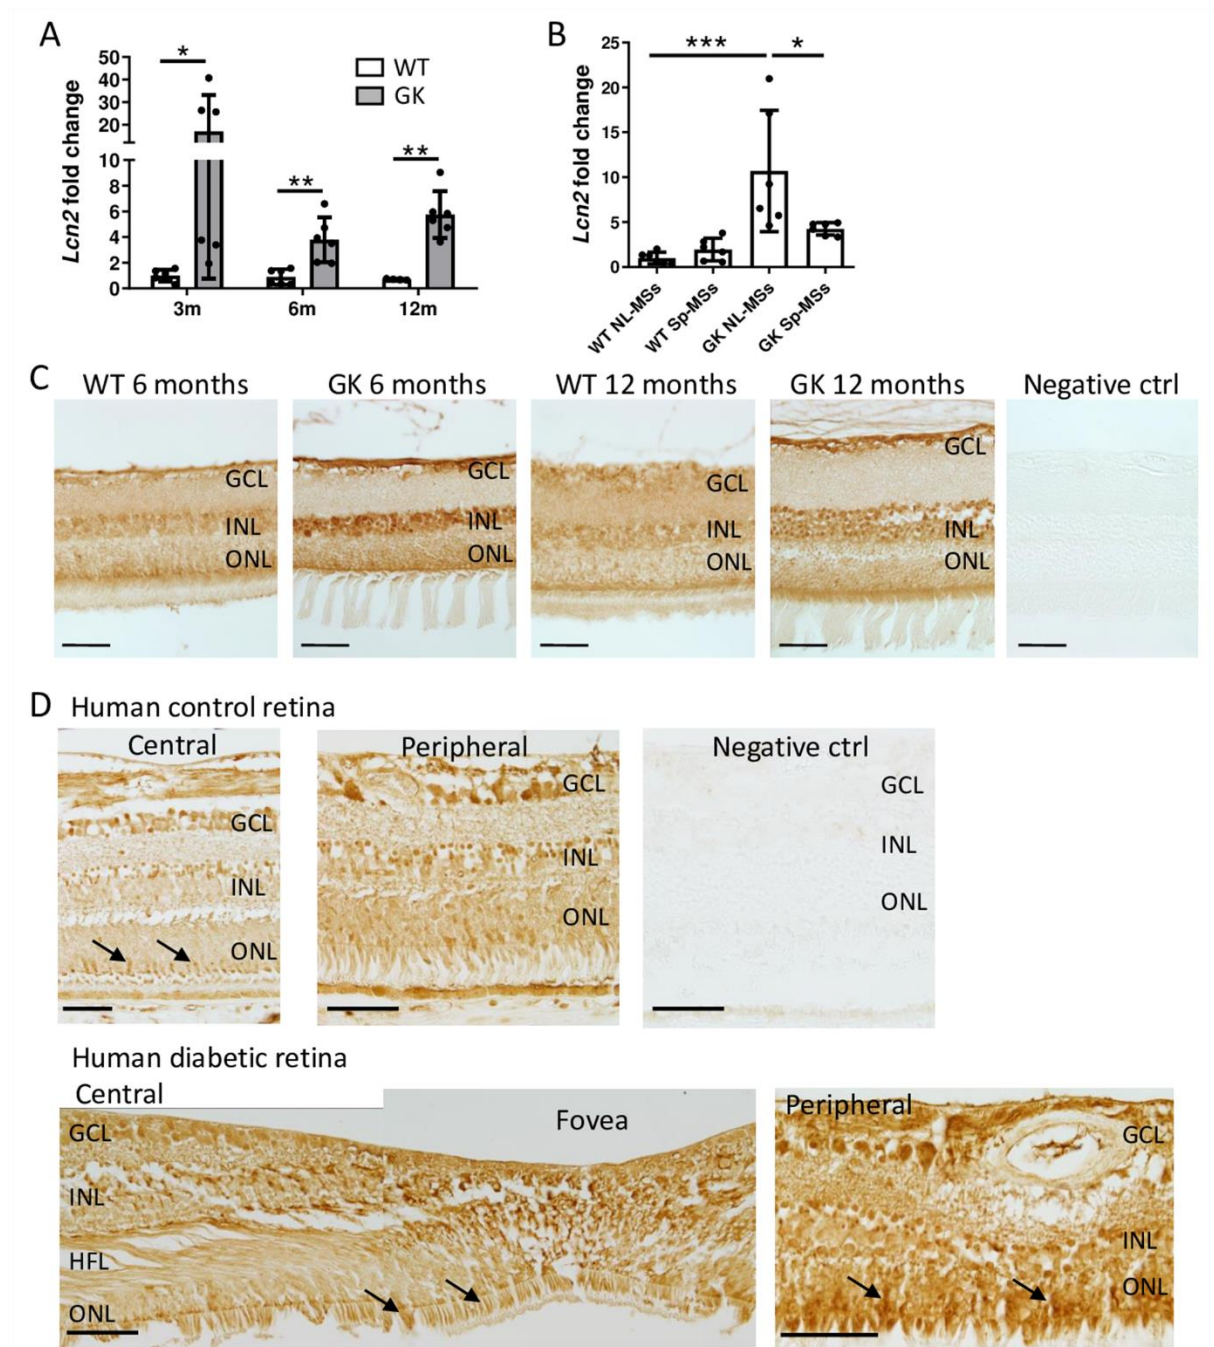 A
Lcn2 fold change
50
40
30
20
10
8
6
4
2
0
*
**
**
WT
GK
3m
6m
12m
B
Lcn2 fold change
25
20
15
10
5
0
***
*
WT NL-MSs
WT Sp-MSs
GK NL-MSs
GK Sp-MSs
C
WT 6 months
GK 6 months
WT 12 months
GK 12 months
Negative ctrl
GCL
INL
ONL
GCL
INL
ONL
GCL
INL
ONL
GCL
INL
ONL
D Human control retina
Central
GCL
INL
ONL
Peripheral
GCL
INL
ONL
Negative ctrl
GCL
INL
ONL
Human diabetic retina
Central
Fovea
GCL
INL
HFL
ONL
Peripheral
GCL
INL
ONL